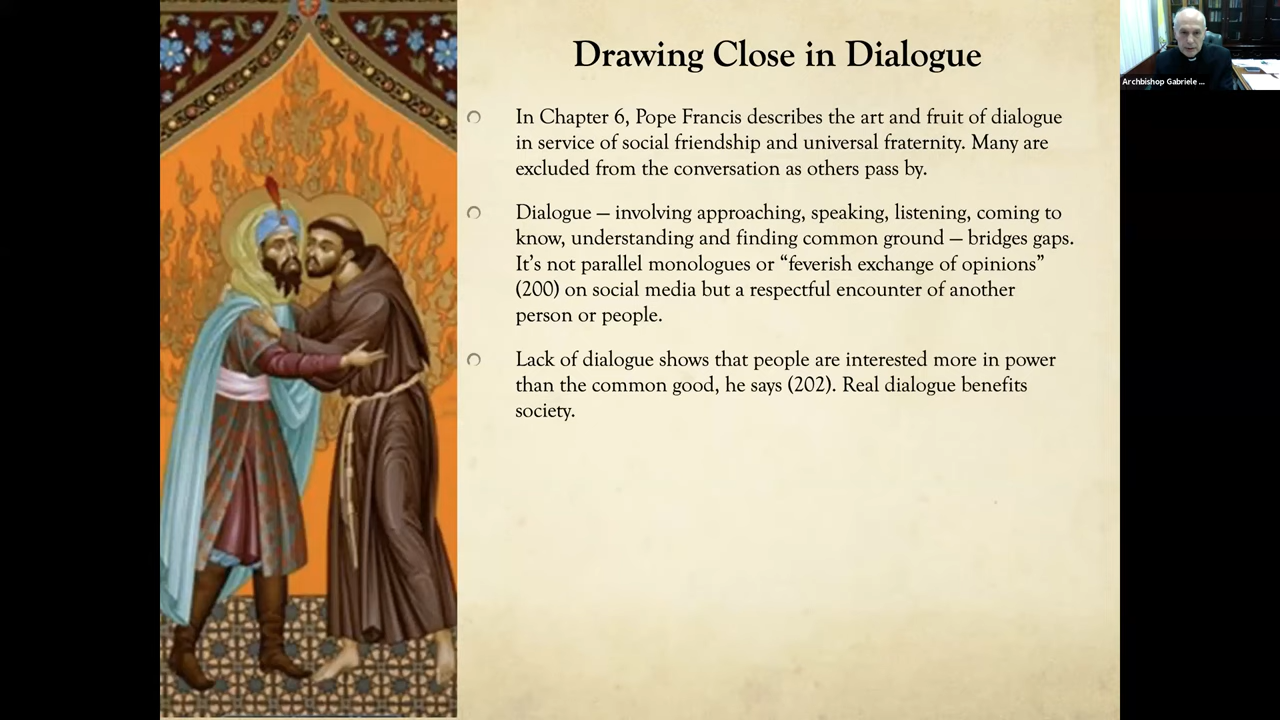 Drawing Close in Dialogue
In Chapter 6, Pope Francis describes the art and fruit of dialogue
in service of social friendship and universal fraternity. Many are
excluded from the conversation as others pass by.
Dialogue — involving approaching, speaking, listening, coming to
know, understanding and finding common ground — bridges gaps.
It’s not parallel monologues or “feverish exchange of opinions”
(200) on social media but a respectful encounter of another
person or people.
Lack of dialogue shows that people are interested more in power
than the common good, he says (202). Real dialogue benefits
society.
Archbishop Gabriele ...